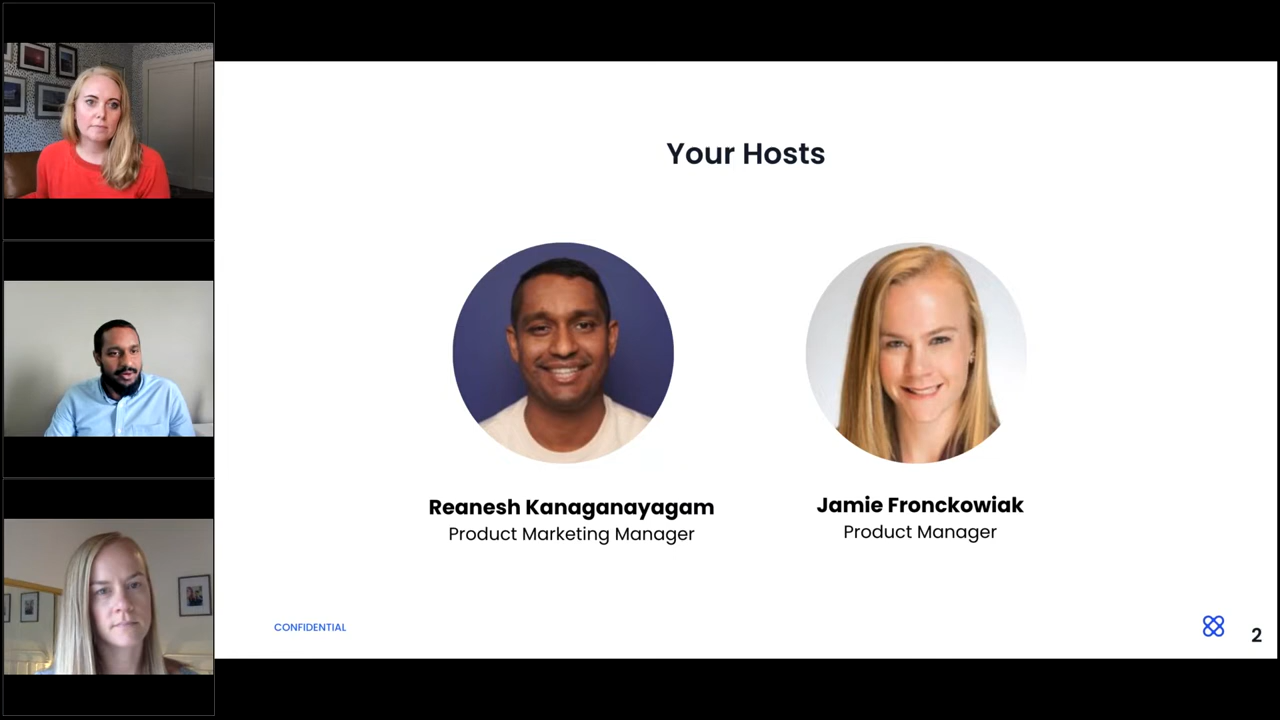 Your Hosts
Reanesh Kanaganayagam
Product Marketing Manager
Jamie Fronckowiak
Product Manager
CONFIDENTIAL
2